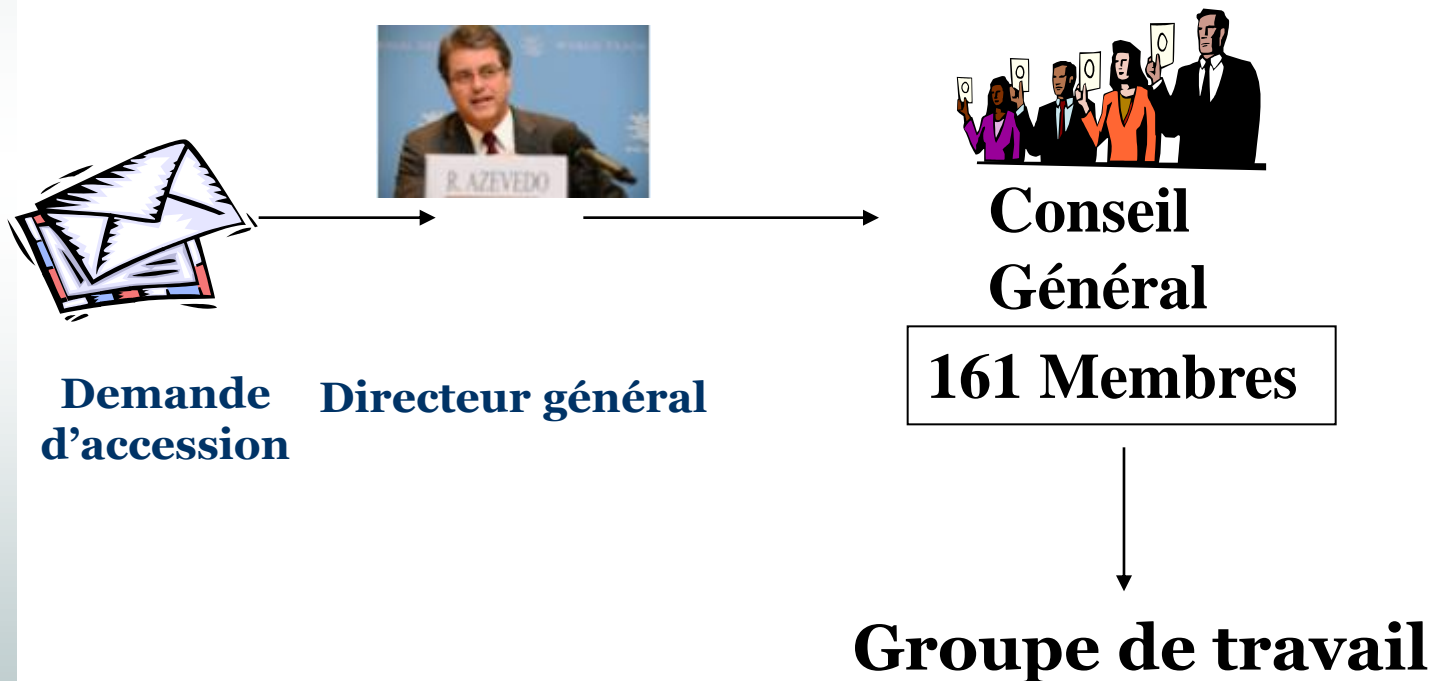 R. AZEVEDO
Demande
d'accession
Directeur général
Conseil
Général
161 Membres
Groupe de travail